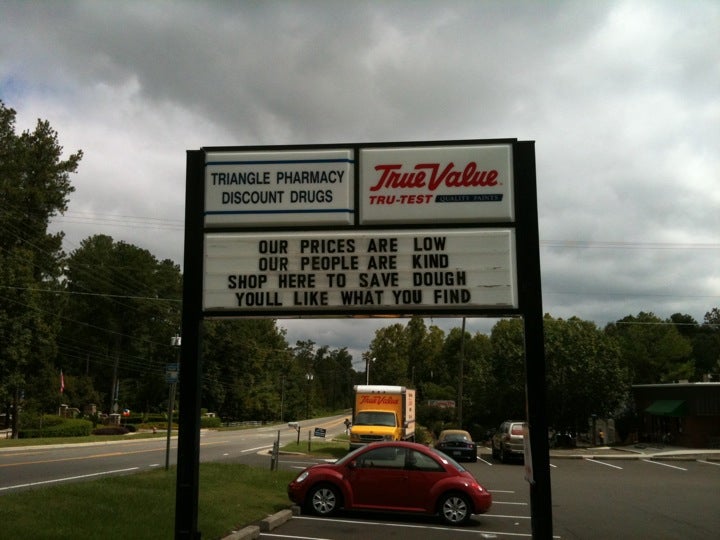 TRIANGLE PHARMACY
DISCOUNT DRUGS
True Value
TRU-TEST QUALITY PAINTS
OUR PRICES ARE LOW
OUR PEOPLE ARE KIND
SHOP HERE TO SAVE DOUGH
YOULL LIKE WHAT YOU FIND
True Value